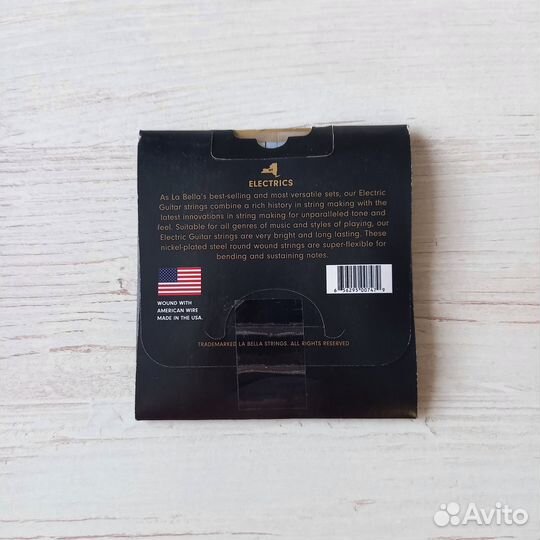 ELECTRICS
As La Bella's best-selling and most versatile sets, our Electric
Guitar strings combine a rich history in string making with the
latest innovations in string making for unparalleled tone and
feel. Suitable for all genres of music and styles of playing, our
Electric Guitar strings are very bright and long lasting. These
nickel-plated steel round wound strings are super-flexible for
bending and sustaining notes.
6 56295 00747 9
WOUND WITH
AMERICAN WIRE
MADE IN THE USA.
TRADEMARKED LA BELLA STRINGS. ALL RIGHTS RESERVED
Avito